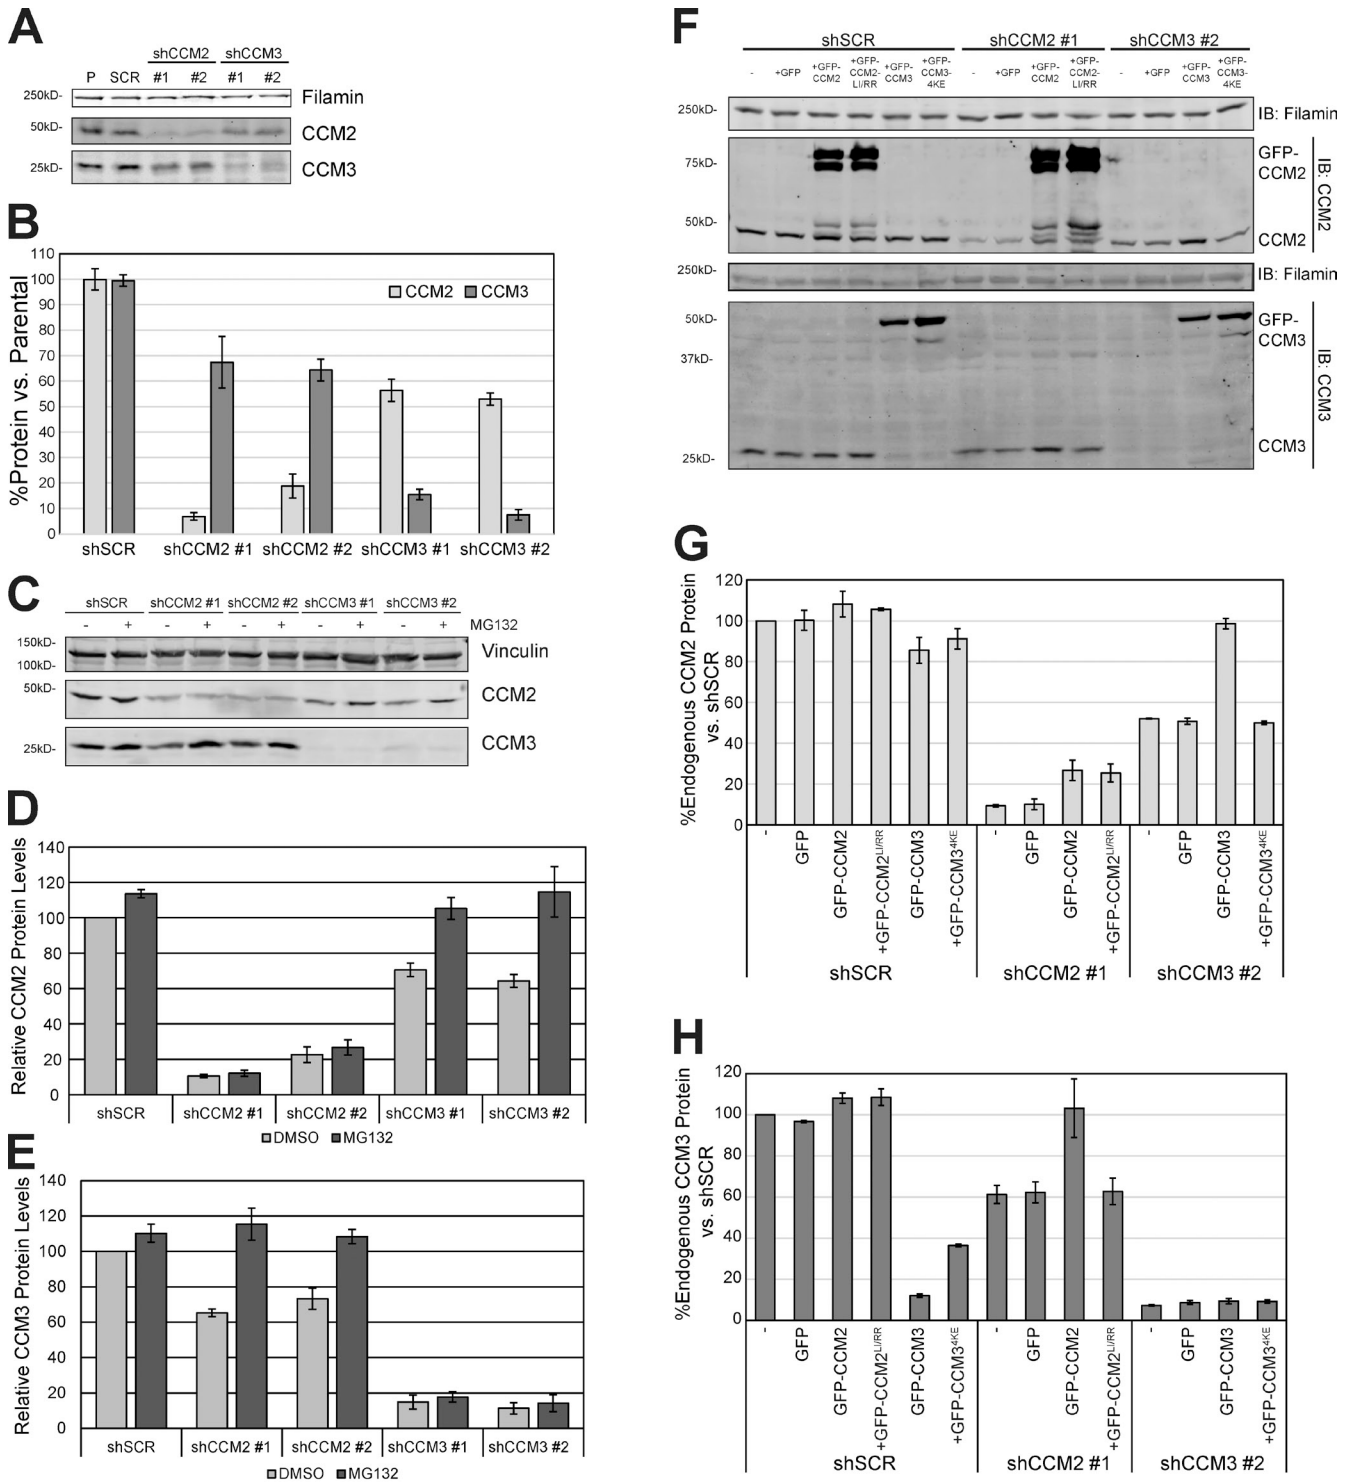 A
shCCM2 shCCM3
P SCR #1 #2 #1 #2
250kD- Filamin
50kD- CCM2
25kD- CCM3
B
%Protein vs. Parental
110
100
90
80
70
60
50
40
30
20
10
0
CCM2 CCM3
shSCR shCCM2 #1 shCCM2 #2 shCCM3 #1 shCCM3 #2
C
shSCR shCCM2 #1 shCCM2 #2 shCCM3 #1 shCCM3 #2
- + - + - + - + - + MG132
150kD-
100kD- Vinculin
50kD- CCM2
25kD- CCM3
D
Relative CCM2 Protein Levels
140
120
100
80
60
40
20
0
shSCR shCCM2 #1 shCCM2 #2 shCCM3 #1 shCCM3 #2
DMSO MG132
E
Relative CCM3 Protein Levels
140
120
100
80
60
40
20
0
shSCR shCCM2 #1 shCCM2 #2 shCCM3 #1 shCCM3 #2
DMSO MG132
F
shSCR shCCM2 #1 shCCM3 #2
- +GFP +GFP-CCM2 +GFP-CCM2-LI/RR +GFP-CCM3 +GFP-CCM3-4KE - +GFP +GFP-CCM2 +GFP-CCM2-LI/RR - +GFP +GFP-CCM3 +GFP-CCM3-4KE
250kD- IB: Filamin
75kD- GFP-CCM2
50kD- CCM2
IB: CCM2
250kD- IB: Filamin
50kD- GFP-CCM3
37kD-
25kD- CCM3
IB: CCM3
G
%Endogenous CCM2 Protein
vs. shSCR
120
100
80
60
40
20
0
- GFP GFP-CCM2 +GFP-CCM2LI/RR GFP-CCM3 +GFP-CCM34KE - GFP GFP-CCM2 +GFP-CCM2LI/RR - GFP GFP-CCM3 +GFP-CCM34KE
shSCR shCCM2 #1 shCCM3 #2
H
%Endogenous CCM3 Protein
vs. shSCR
120
100
80
60
40
20
0
- GFP GFP-CCM2 +GFP-CCM2LI/RR GFP-CCM3 +GFP-CCM34KE - GFP GFP-CCM2 +GFP-CCM2LI/RR - GFP GFP-CCM3 +GFP-CCM34KE
shSCR shCCM2 #1 shCCM3 #2